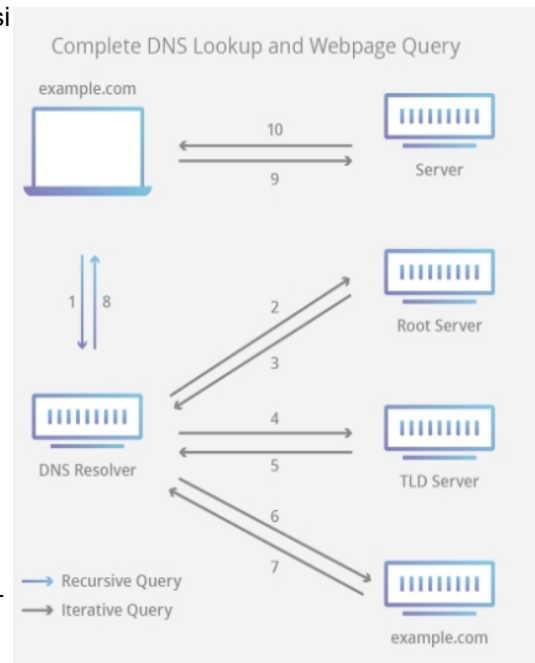 si
Complete DNS Lookup and Webpage Query
example.com
10
9
Server
1
8
2
3
Root Server
DNS Resolver
4
5
TLD Server
6
7
Recursive Query
Iterative Query
example.com